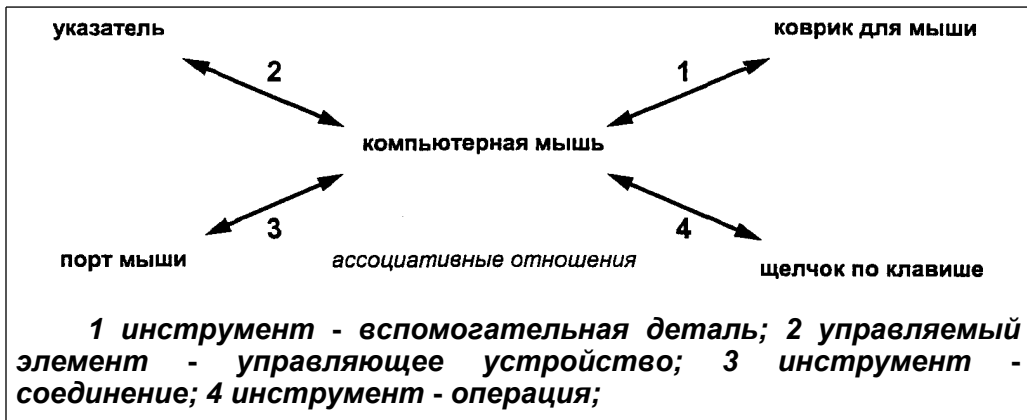 указатель
коврик для мыши
2
1
компьютерная мышь
3
4
порт мыши
ассоциативные отношения
щелчок по клавише
1 инструмент - вспомогательная деталь; 2 управляемый
элемент - управляющее устройство; 3 инструмент -
соединение; 4 инструмент - операция;